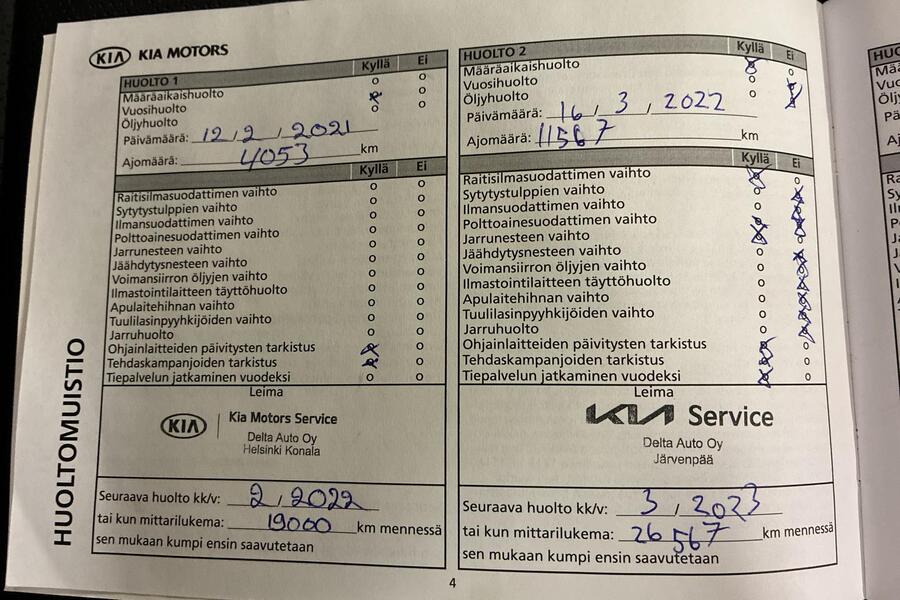 KIA KIA MOTORS
HUOLTO 1 Kyllä Ei
Määräaikaishuolto
Vuosihuolto
Öljyhuolto
Päivämäärä: 12 / 2 / 2021
Ajomäärä: 4053 km
Kyllä Ei
Raitisilmasuodattimen vaihto
Sytytystulppien vaihto
Ilmansuodattimen vaihto
Polttoainesuodattimen vaihto
Jarrunesteen vaihto
Jäähdytysnesteen vaihto
Voimansiirron öljyjen vaihto
Ilmastointilaitteen täyttöhuolto
Apulaitehihnan vaihto
Tuulilasinpyyhkijöiden vaihto
Jarruhuolto
Ohjainlaitteiden päivitysten tarkistus
Tehdaskampanjoiden tarkistus
Tiepalvelun jatkaminen vuodeksi
Leima
KIA Kia Motors Service
Delta Auto Oy
Helsinki Konala
Seuraava huolto kk/v: 2 / 2022
tai kun mittarilukema: 19000 km mennessä
sen mukaan kumpi ensin saavutetaan
HUOLTO 2 Kyllä Ei
Määräaikaishuolto
Vuosihuolto
Öljyhuolto
Päivämäärä: 16 / 3 / 2022
Ajomäärä: 11567 km
Kyllä Ei
Raitisilmasuodattimen vaihto
Sytytystulppien vaihto
Ilmansuodattimen vaihto
Polttoainesuodattimen vaihto
Jarrunesteen vaihto
Jäähdytysnesteen vaihto
Voimansiirron öljyjen vaihto
Ilmastointilaitteen täyttöhuolto
Apulaitehihnan vaihto
Tuulilasinpyyhkijöiden vaihto
Jarruhuolto
Ohjainlaitteiden päivitysten tarkistus
Tehdaskampanjoiden tarkistus
Tiepalvelun jatkaminen vuodeksi
Leima
KIA Service
Delta Auto Oy
Järvenpää
Seuraava huolto kk/v: 3 / 2023
tai kun mittarilukema: 26 567 km mennessä
sen mukaan kumpi ensin saavutetaan
HUOLTOMUISTIO
4